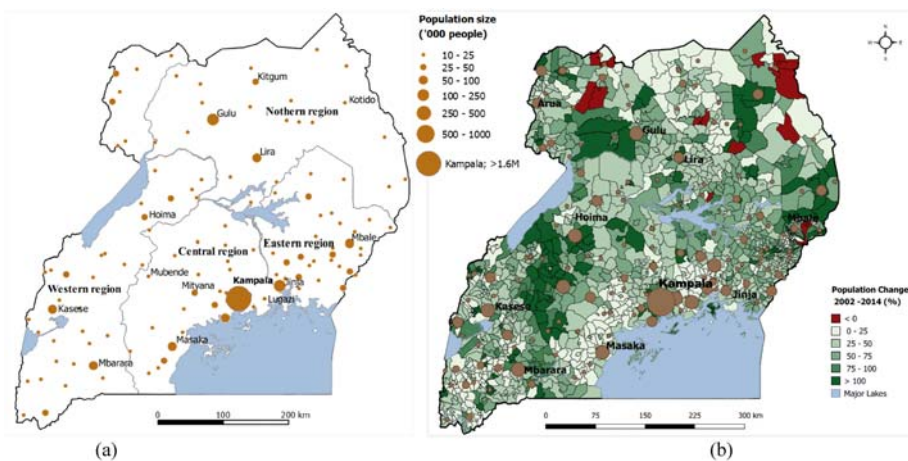 Population size
('000 people)
10 - 25
25 - 50
50 - 100
100 - 250
250 - 500
500 - 1000
Kampala; >1.6M
Kitgum
Kotido
Gulu
Nothern region
Lira
Hoima
Mbale
Central region
Eastern region
Mubende
Kampala
Jinja
Western region
Mityana
Lugazi
Kasese
Masaka
Mbarara
0 100 200 km
(a)
Arua
Gulu
Lira
Hoima
Mbale
Kampala
Jinja
Kasese
Masaka
Mbarara
Population Change
2002 -2014 (%)
< 0
0 - 25
25 - 50
50 - 75
75 - 100
> 100
Major Lakes
0 75 150 225 300 km
(b)